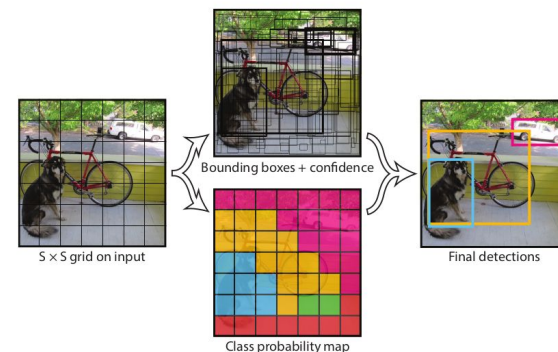 Bounding boxes + confidence
S × S grid on input
Final detections
Class probability map